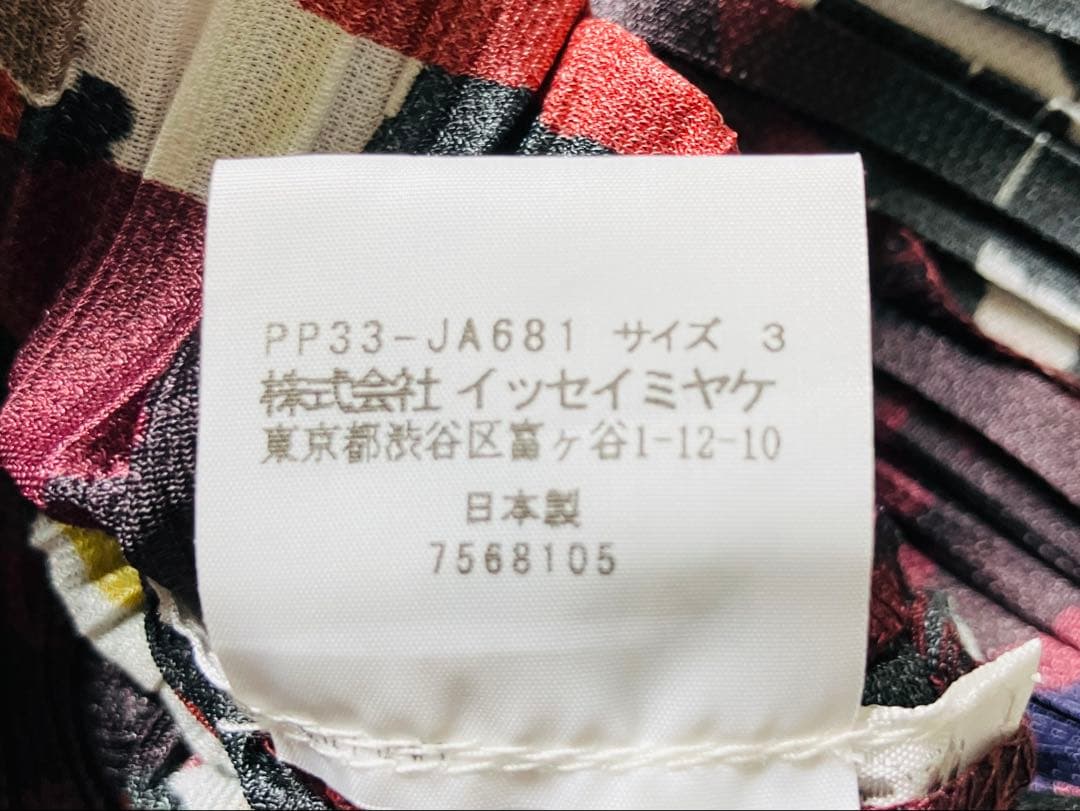 PP33-JA681 サイズ 3
株式会社イッセイミヤケ
東京都渋谷区富ヶ谷1-12-10
日本製
7568105